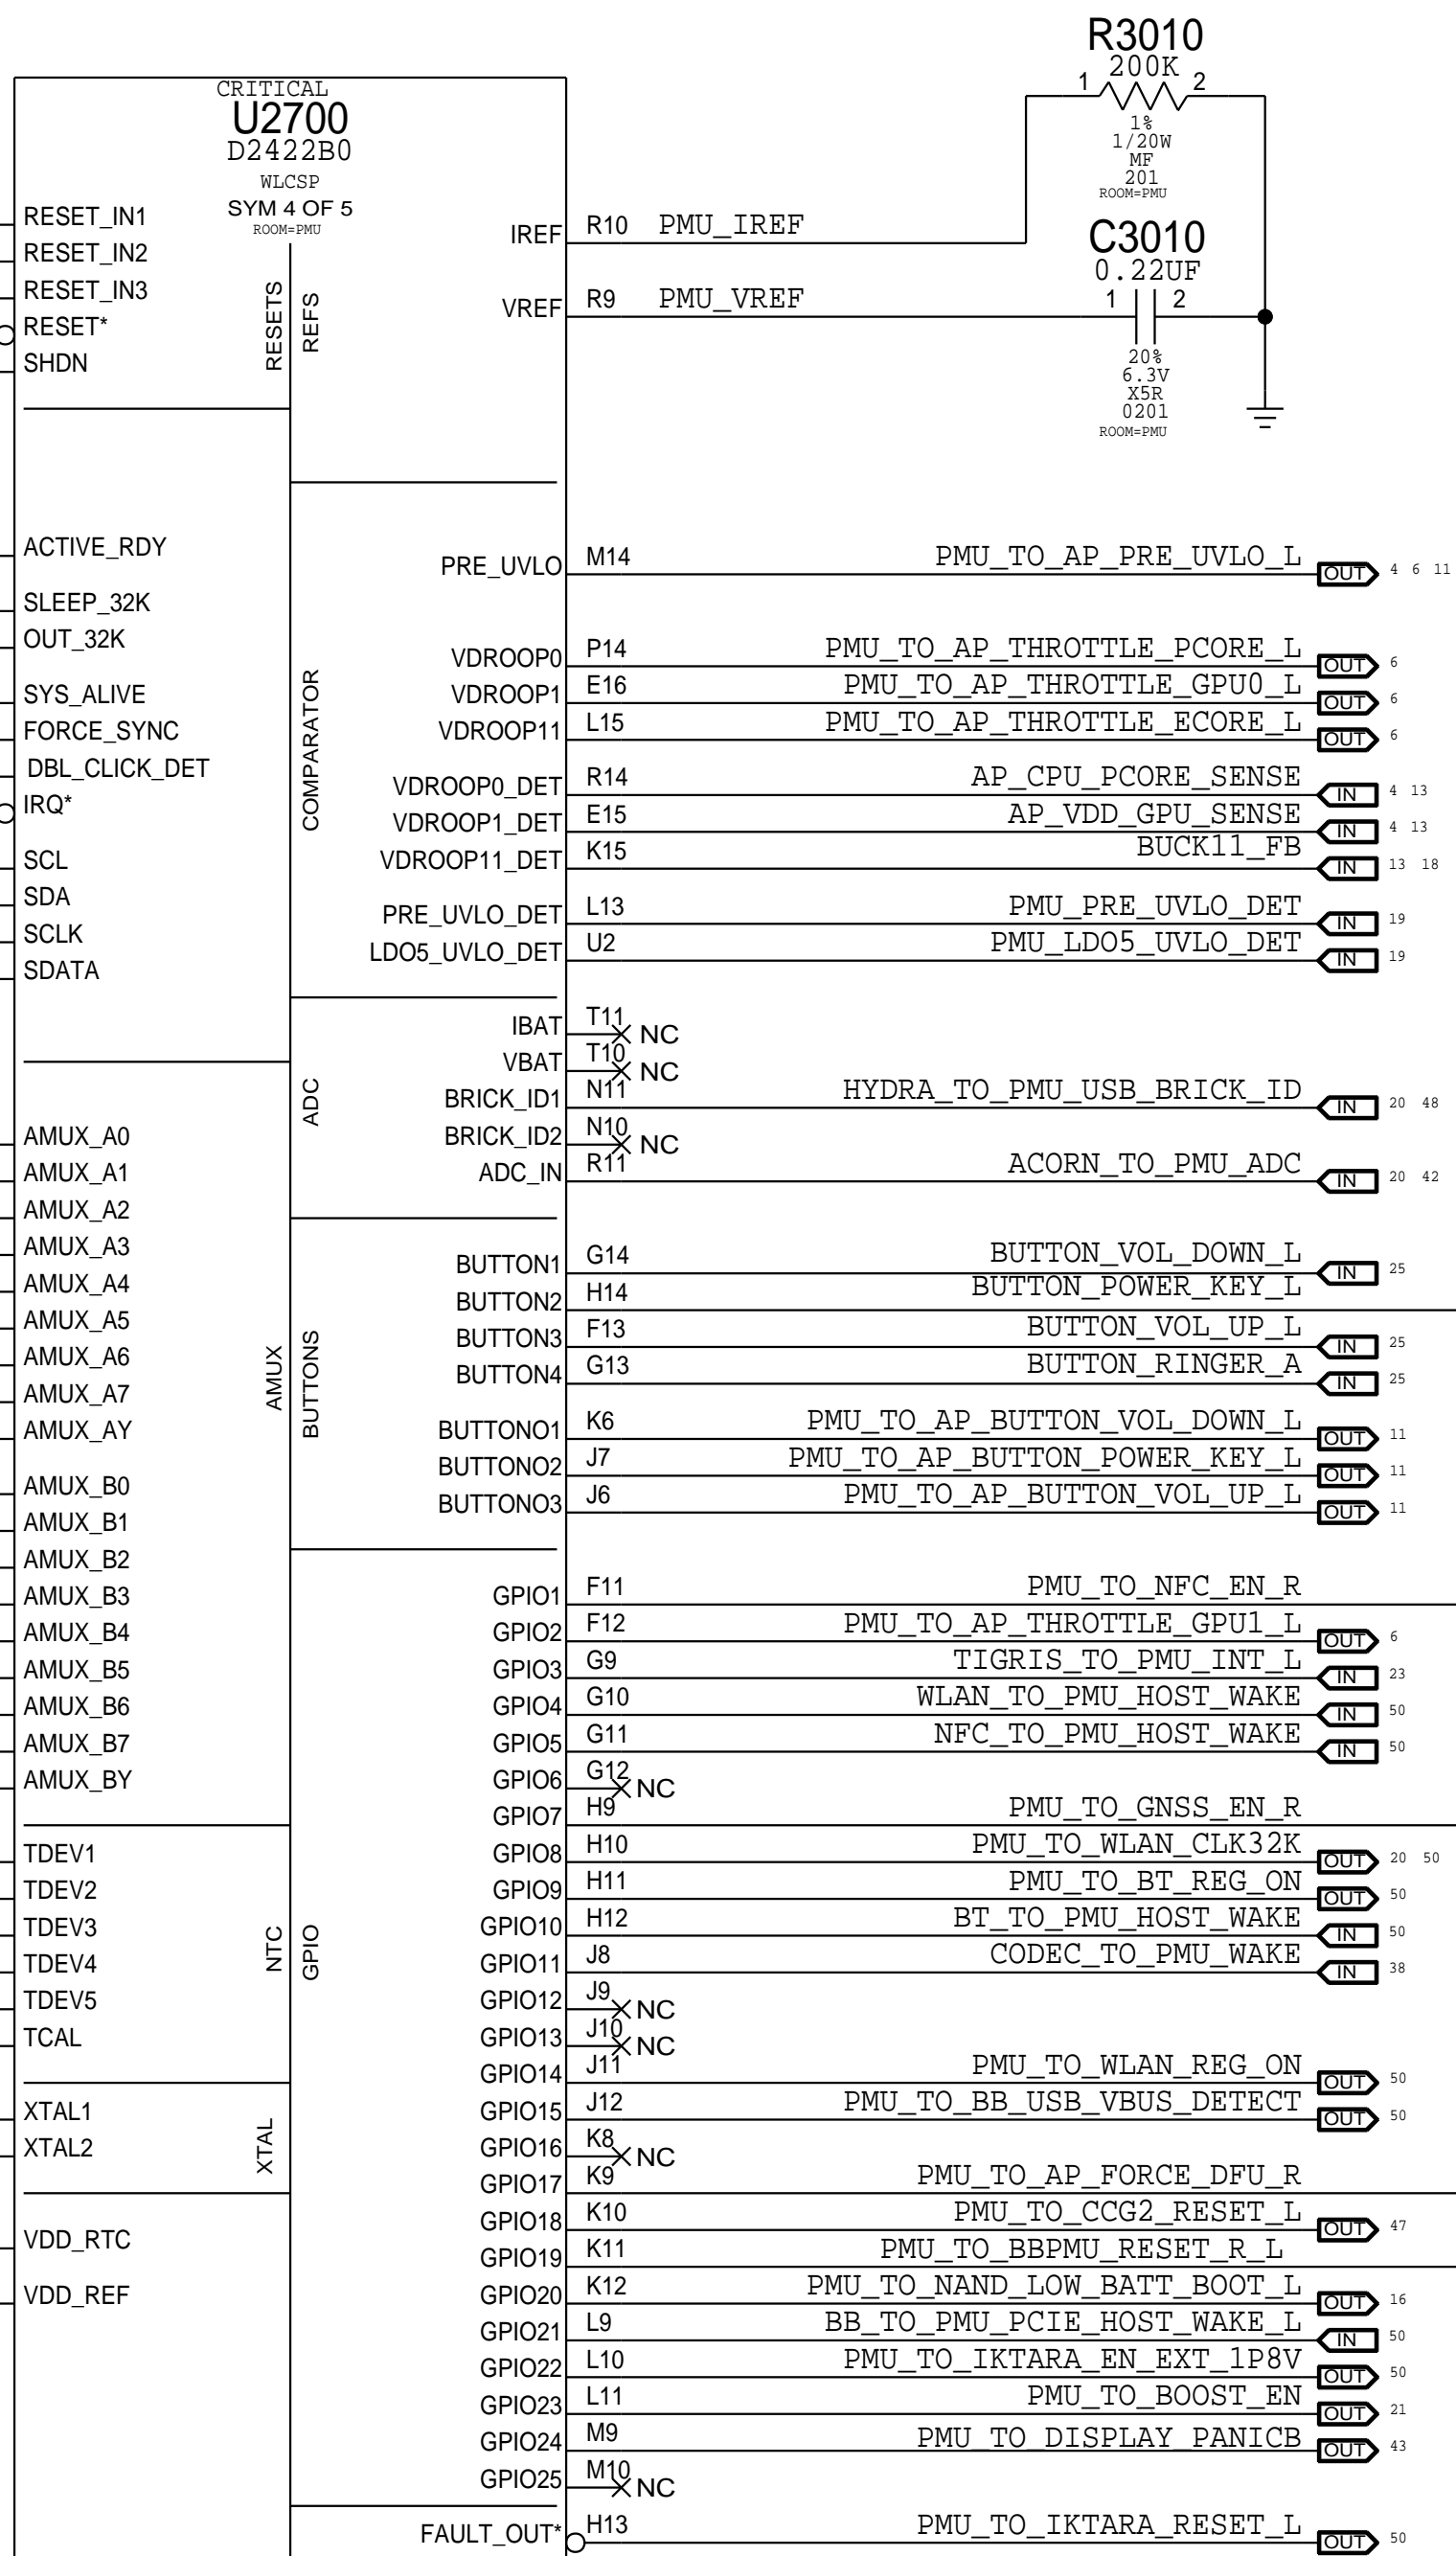 R3010
200K
1 2
1%
1/20W
MF
201
ROOM=PMU
CRITICAL
U2700
D2422B0
WLCSP
SYM 4 OF 5
ROOM=PMU
RESET_IN1
RESET_IN2
RESET_IN3
RESET*
SHDN
RESETS
REFS
IREF R10 PMU_IREF
VREF R9 PMU_VREF
C3010
0.22UF
1 2
20%
6.3V
X5R
0201
ROOM=PMU
ACTIVE_RDY
SLEEP_32K
OUT_32K
SYS_ALIVE
FORCE_SYNC
DBL_CLICK_DET
IRQ*
SCL
SDA
SCLK
SDATA
COMPARATOR
PRE_UVLO M14 PMU_TO_AP_PRE_UVLO_L OUT 4 6 11
VDROOP0 P14 PMU_TO_AP_THROTTLE_PCORE_L OUT 6
VDROOP1 E16 PMU_TO_AP_THROTTLE_GPU0_L OUT 6
VDROOP11 L15 PMU_TO_AP_THROTTLE_ECORE_L OUT 6
VDROOP0_DET R14 AP_CPU_PCORE_SENSE IN 4 13
VDROOP1_DET E15 AP_VDD_GPU_SENSE IN 4 13
VDROOP11_DET K15 BUCK11_FB IN 13 18
PRE_UVLO_DET L13 PMU_PRE_UVLO_DET IN 19
LDO5_UVLO_DET U2 PMU_LDO5_UVLO_DET IN 19
ADC
IBAT T11 NC
VBAT T10 NC
BRICK_ID1 N11 HYDRA_TO_PMU_USB_BRICK_ID IN 20 48
BRICK_ID2 N10 NC
ADC_IN R11 ACORN_TO_PMU_ADC IN 20 42
AMUX_A0
AMUX_A1
AMUX_A2
AMUX_A3
AMUX_A4
AMUX_A5
AMUX_A6
AMUX_A7
AMUX_AY
AMUX_B0
AMUX_B1
AMUX_B2
AMUX_B3
AMUX_B4
AMUX_B5
AMUX_B6
AMUX_B7
AMUX_BY
AMUX
BUTTONS
BUTTON1 G14 BUTTON_VOL_DOWN_L IN 25
BUTTON2 H14 BUTTON_POWER_KEY_L
BUTTON3 F13 BUTTON_VOL_UP_L IN 25
BUTTON4 G13 BUTTON_RINGER_A IN 25
BUTTONO1 K6 PMU_TO_AP_BUTTON_VOL_DOWN_L OUT 11
BUTTONO2 J7 PMU_TO_AP_BUTTON_POWER_KEY_L OUT 11
BUTTONO3 J6 PMU_TO_AP_BUTTON_VOL_UP_L OUT 11
TDEV1
TDEV2
TDEV3
TDEV4
TDEV5
TCAL
NTC
XTAL1
XTAL2
XTAL
VDD_RTC
VDD_REF
GPIO
GPIO1 F11 PMU_TO_NFC_EN_R
GPIO2 F12 PMU_TO_AP_THROTTLE_GPU1_L OUT 6
GPIO3 G9 TIGRIS_TO_PMU_INT_L IN 23
GPIO4 G10 WLAN_TO_PMU_HOST_WAKE IN 50
GPIO5 G11 NFC_TO_PMU_HOST_WAKE IN 50
GPIO6 G12 NC
GPIO7 H9 PMU_TO_GNSS_EN_R
GPIO8 H10 PMU_TO_WLAN_CLK32K OUT 20 50
GPIO9 H11 PMU_TO_BT_REG_ON OUT 50
GPIO10 H12 BT_TO_PMU_HOST_WAKE IN 50
GPIO11 J8 CODEC_TO_PMU_WAKE IN 38
GPIO12 J9 NC
GPIO13 J10 NC
GPIO14 J11 PMU_TO_WLAN_REG_ON OUT 50
GPIO15 J12 PMU_TO_BB_USB_VBUS_DETECT OUT 50
GPIO16 K8 NC
GPIO17 K9 PMU_TO_AP_FORCE_DFU_R
GPIO18 K10 PMU_TO_CCG2_RESET_L OUT 47
GPIO19 K11 PMU_TO_BBPMU_RESET_R_L
GPIO20 K12 PMU_TO_NAND_LOW_BATT_BOOT_L OUT 16
GPIO21 L9 BB_TO_PMU_PCIE_HOST_WAKE_L IN 50
GPIO22 L10 PMU_TO_IKTARA_EN_EXT_1P8V OUT 50
GPIO23 L11 PMU_TO_BOOST_EN OUT 21
GPIO24 M9 PMU_TO_DISPLAY_PANICB OUT 43
GPIO25 M10 NC
FAULT_OUT* H13 PMU_TO_IKTARA_RESET_L OUT 50